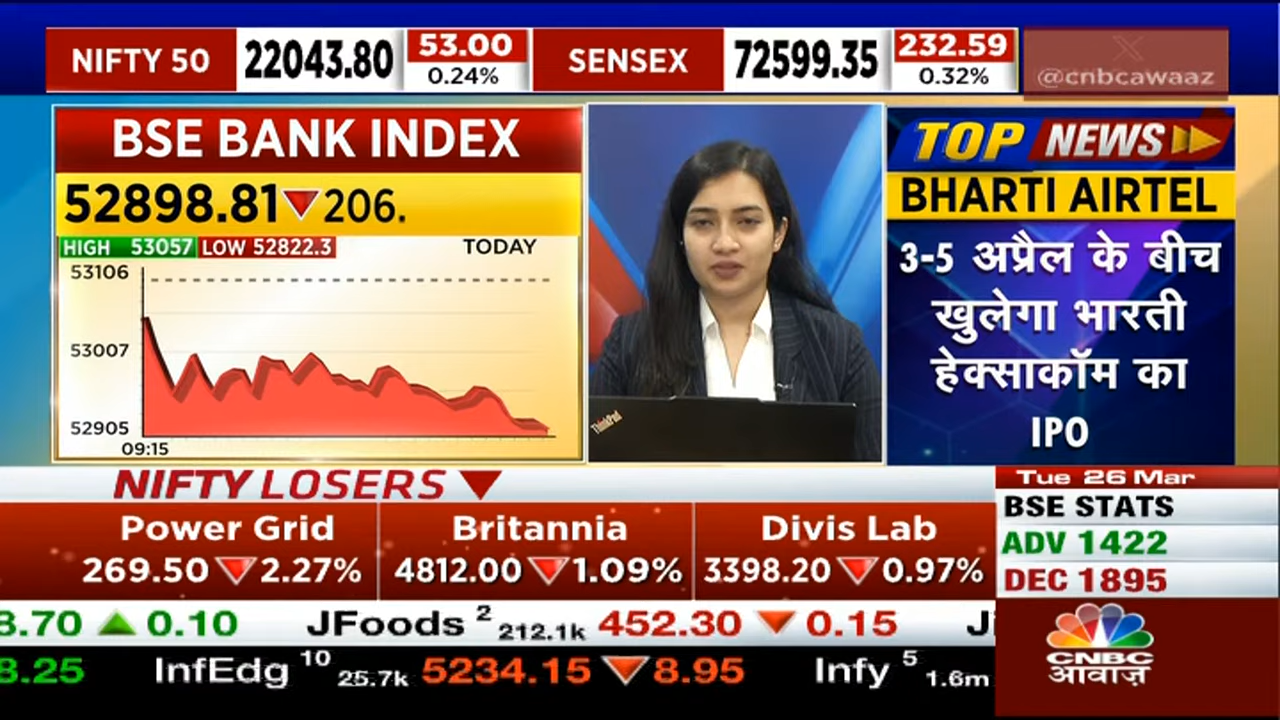 NIFTY 50 22043.80 53.00 0.24% SENSEX 72599.35 232.59 0.32%
X
@cnbcawaaz
BSE BANK INDEX
52898.81 206.
HIGH 53057 LOW 52822.3 TODAY
53106
53007
52905
09:15
ThinkPad
TOP NEWS
BHARTI AIRTEL
3-5 अप्रैल के बीच
खुलेगा भारती
हेक्साकॉम का
IPO
NIFTY LOSERS
Power Grid
269.50 2.27%
Britannia
4812.00 1.09%
Divis Lab
3398.20 0.97%
Tue 26 Mar
BSE STATS
ADV 1422
DEC 1895
8.70 0.10 JFoods 2 212.1k 452.30 0.15
8.25 InfEdg 10 25.7k 5234.15 8.95 Infy 5 1.6m
CNBC
आवाज़